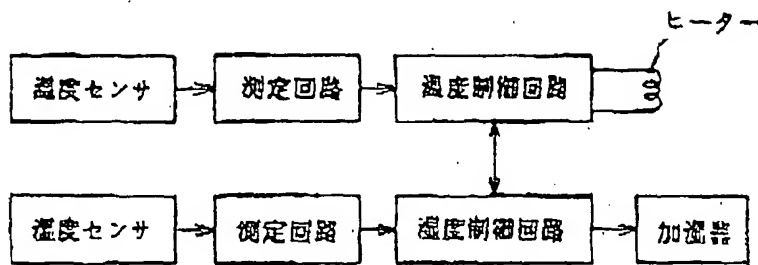 ヒーター
温度センサ
測定回路
温度制御回路
湿度センサ
測定回路
湿度制御回路
加湿器